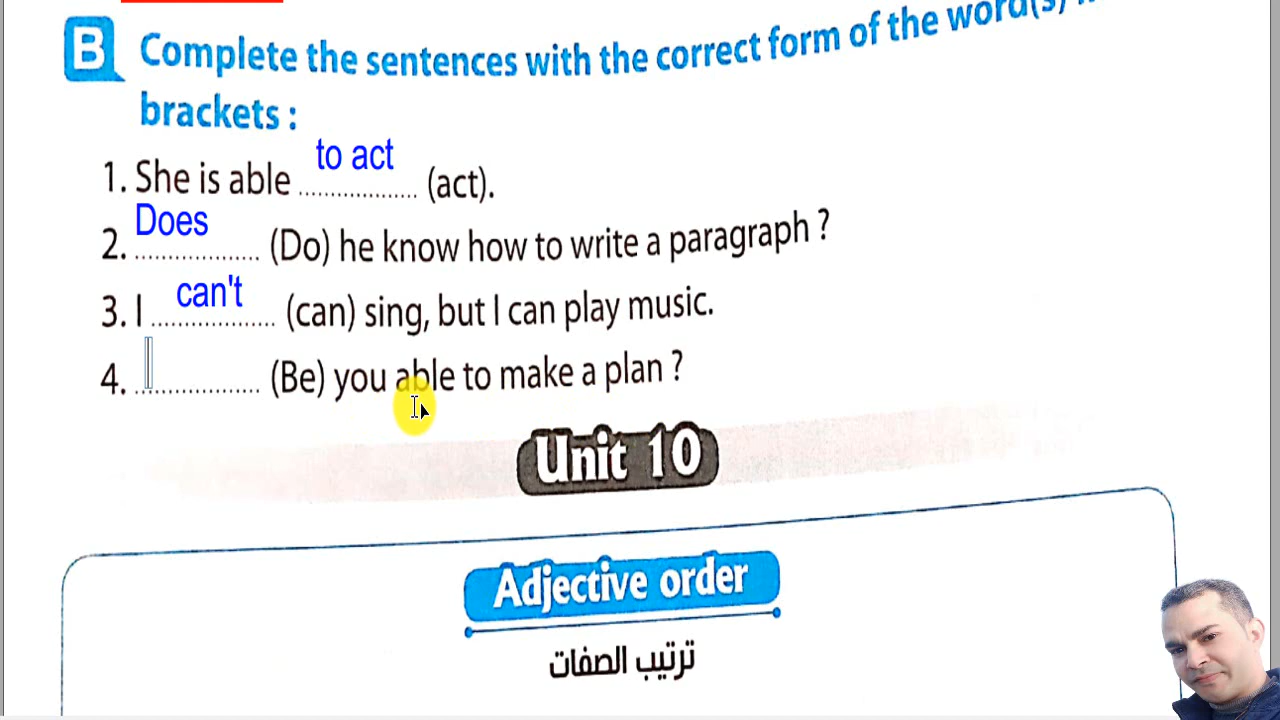 B Complete the sentences with the correct form of the word(s)
brackets :
1. She is able to act .................... (act).
2. Does .................... (Do) he know how to write a paragraph ?
3. I can't .................... (can) sing, but I can play music.
4. .................... (Be) you able to make a plan ?
Unit 10
Adjective order
ترتيب الصفات